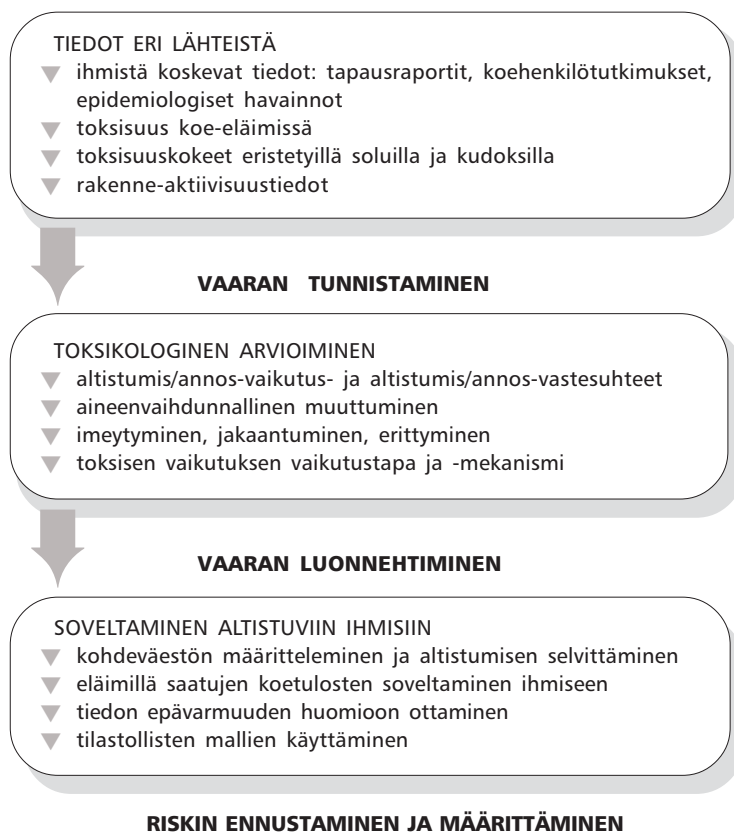 TIEDOT ERI LÄHTEISTÄ
▼ ihmistä koskevat tiedot: tapausraportit, koehenkilötutkimukset,
epidemiologiset havainnot
▼ toksisuus koe-eläimissä
▼ toksisuuskokeet eristetyillä soluilla ja kudoksilla
▼ rakenne-aktiivisuustiedot
VAARAN TUNNISTAMINEN
TOKSIKOLOGINEN ARVIOIMINEN
▼ altistumis/annos-vaikutus- ja altistumis/annos-vastesuhteet
▼ aineenvaihdunnallinen muuttuminen
▼ imeytyminen, jakaantuminen, erittyminen
▼ toksisen vaikutuksen vaikutustapa ja -mekanismi
VAARAN LUONNEHTIMINEN
SOVELTAMINEN ALTISTUVIIN IHMISIIN
▼ kohdeväestön määritteleminen ja altistumisen selvittäminen
▼ eläimillä saatujen koetulosten soveltaminen ihmiseen
▼ tiedon epävarmuuden huomioon ottaminen
▼ tilastollisten mallien käyttäminen
RISKIN ENNUSTAMINEN JA MÄÄRITTÄMINEN